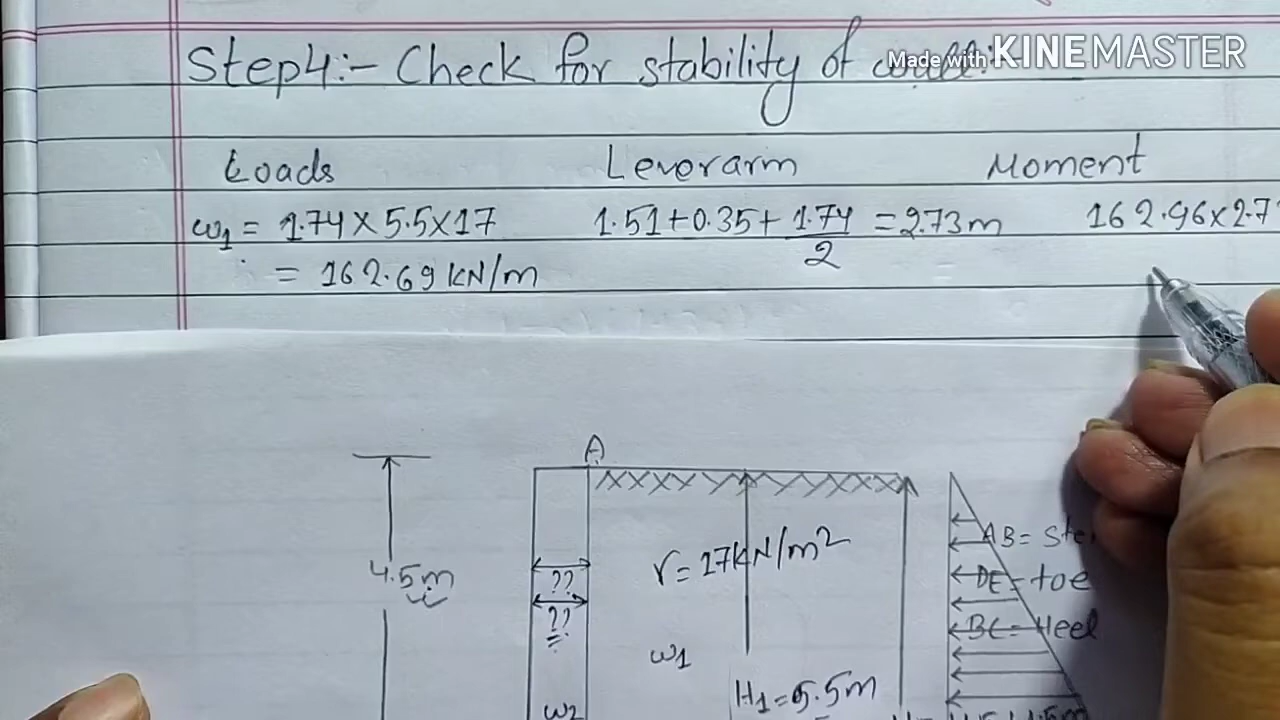 Made with KINEMASTER
Step4:- Check for stability of wall:-
Loads Leverarm Moment
w1 = 1.74×5.5×17 1.51+0.35+1.74/2 =2.73m 162.96×2.7
= 162.69 KN/m
A
AB= Ste
γ=17KN/m2
4.5m
?? DE= toe
??
BC= Heel
w1
H1=5.5m
w2